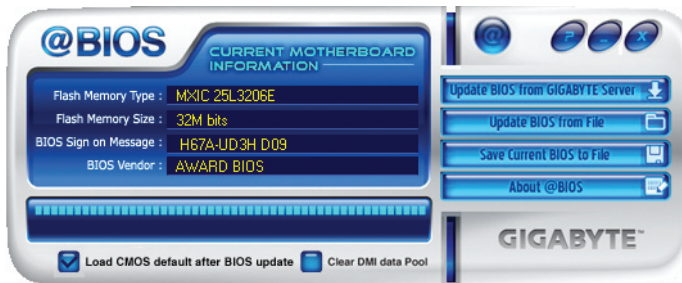 @BIOS
CURRENT MOTHERBOARD
INFORMATION
Flash Memory Type : MXIC 25L3206E
Flash Memory Size : 32M bits
BIOS Sign on Message : H67A-UD3H D09
BIOS Vendor : AWARD BIOS
Load CMOS default after BIOS update
Clear DMI data Pool
@
?
–
X
Update BIOS from GIGABYTE Server
Update BIOS from File
Save Current BIOS to File
About @BIOS
GIGABYTE™